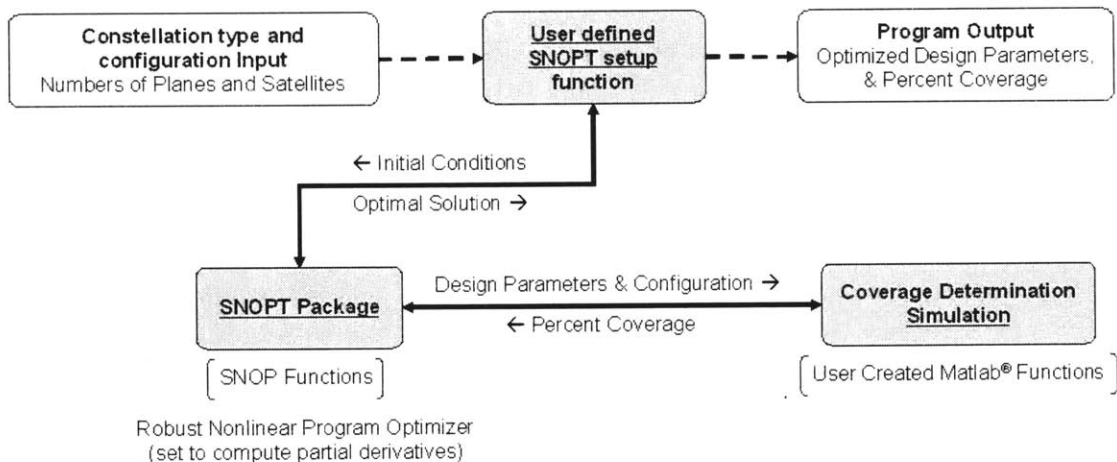 Constellation type and
configuration Input
Numbers of Planes and Satellites
User defined
SNOPT setup
function
Program Output
Optimized Design Parameters,
& Percent Coverage
← Initial Conditions
Optimal Solution →
SNOPT Package
Design Parameters & Configuration →
← Percent Coverage
Coverage Determination
Simulation
SNOP Functions
User Created Matlab® Functions
Robust Nonlinear Program Optimizer
(set to compute partial derivatives)